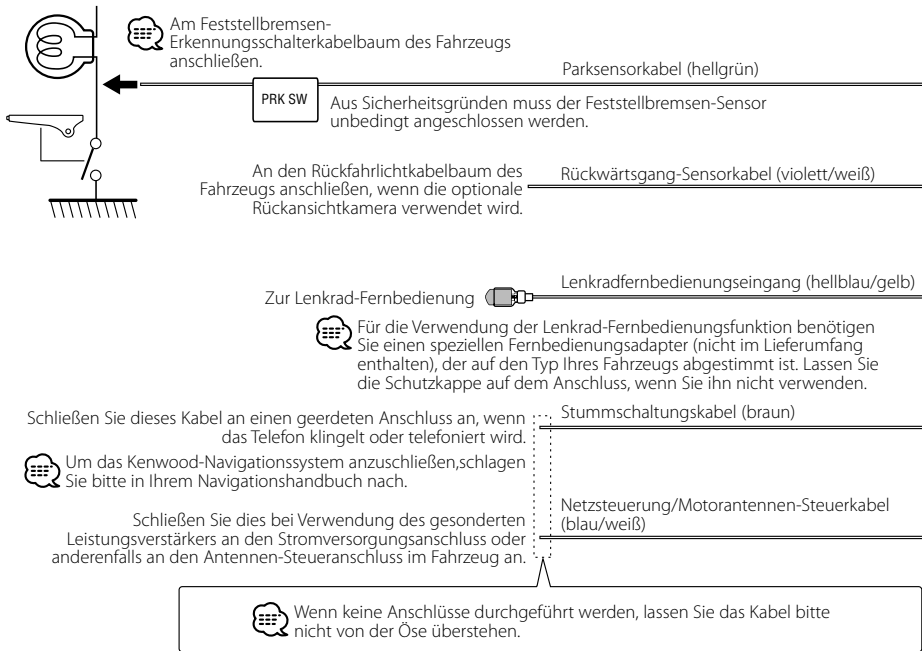 Am Feststellbremsen-
Erkennungsschalterkabelbaum des Fahrzeugs
anschließen.
Parksensorkabel (hellgrün)
PRK SW
Aus Sicherheitsgründen muss der Feststellbremsen-Sensor
unbedingt angeschlossen werden.
An den Rückfahrlichtkabelbaum des
Fahrzeugs anschließen, wenn die optionale
Rückansichtkamera verwendet wird.
Rückwärtsgang-Sensorkabel (violett/weiß)
Lenkradfernbedienungseingang (hellblau/gelb)
Zur Lenkrad-Fernbedienung
Für die Verwendung der Lenkrad-Fernbedienungsfunktion benötigen
Sie einen speziellen Fernbedienungsadapter (nicht im Lieferumfang
enthalten), der auf den Typ Ihres Fahrzeugs abgestimmt ist. Lassen Sie
die Schutzkappe auf dem Anschluss, wenn Sie ihn nicht verwenden.
Schließen Sie dieses Kabel an einen geerdeten Anschluss an, wenn
das Telefon klingelt oder telefoniert wird.
Stummschaltungskabel (braun)
Um das Kenwood-Navigationssystem anzuschließen,schlagen
Sie bitte in Ihrem Navigationshandbuch nach.
Netzsteuerung/Motorantennen-Steuerkabel
(blau/weiß)
Schließen Sie dies bei Verwendung des gesonderten
Leistungsverstärkers an den Stromversorgungsanschluss oder
anderenfalls an den Antennen-Steueranschluss im Fahrzeug an.
Wenn keine Anschlüsse durchgeführt werden, lassen Sie das Kabel bitte
nicht von der Öse überstehen.